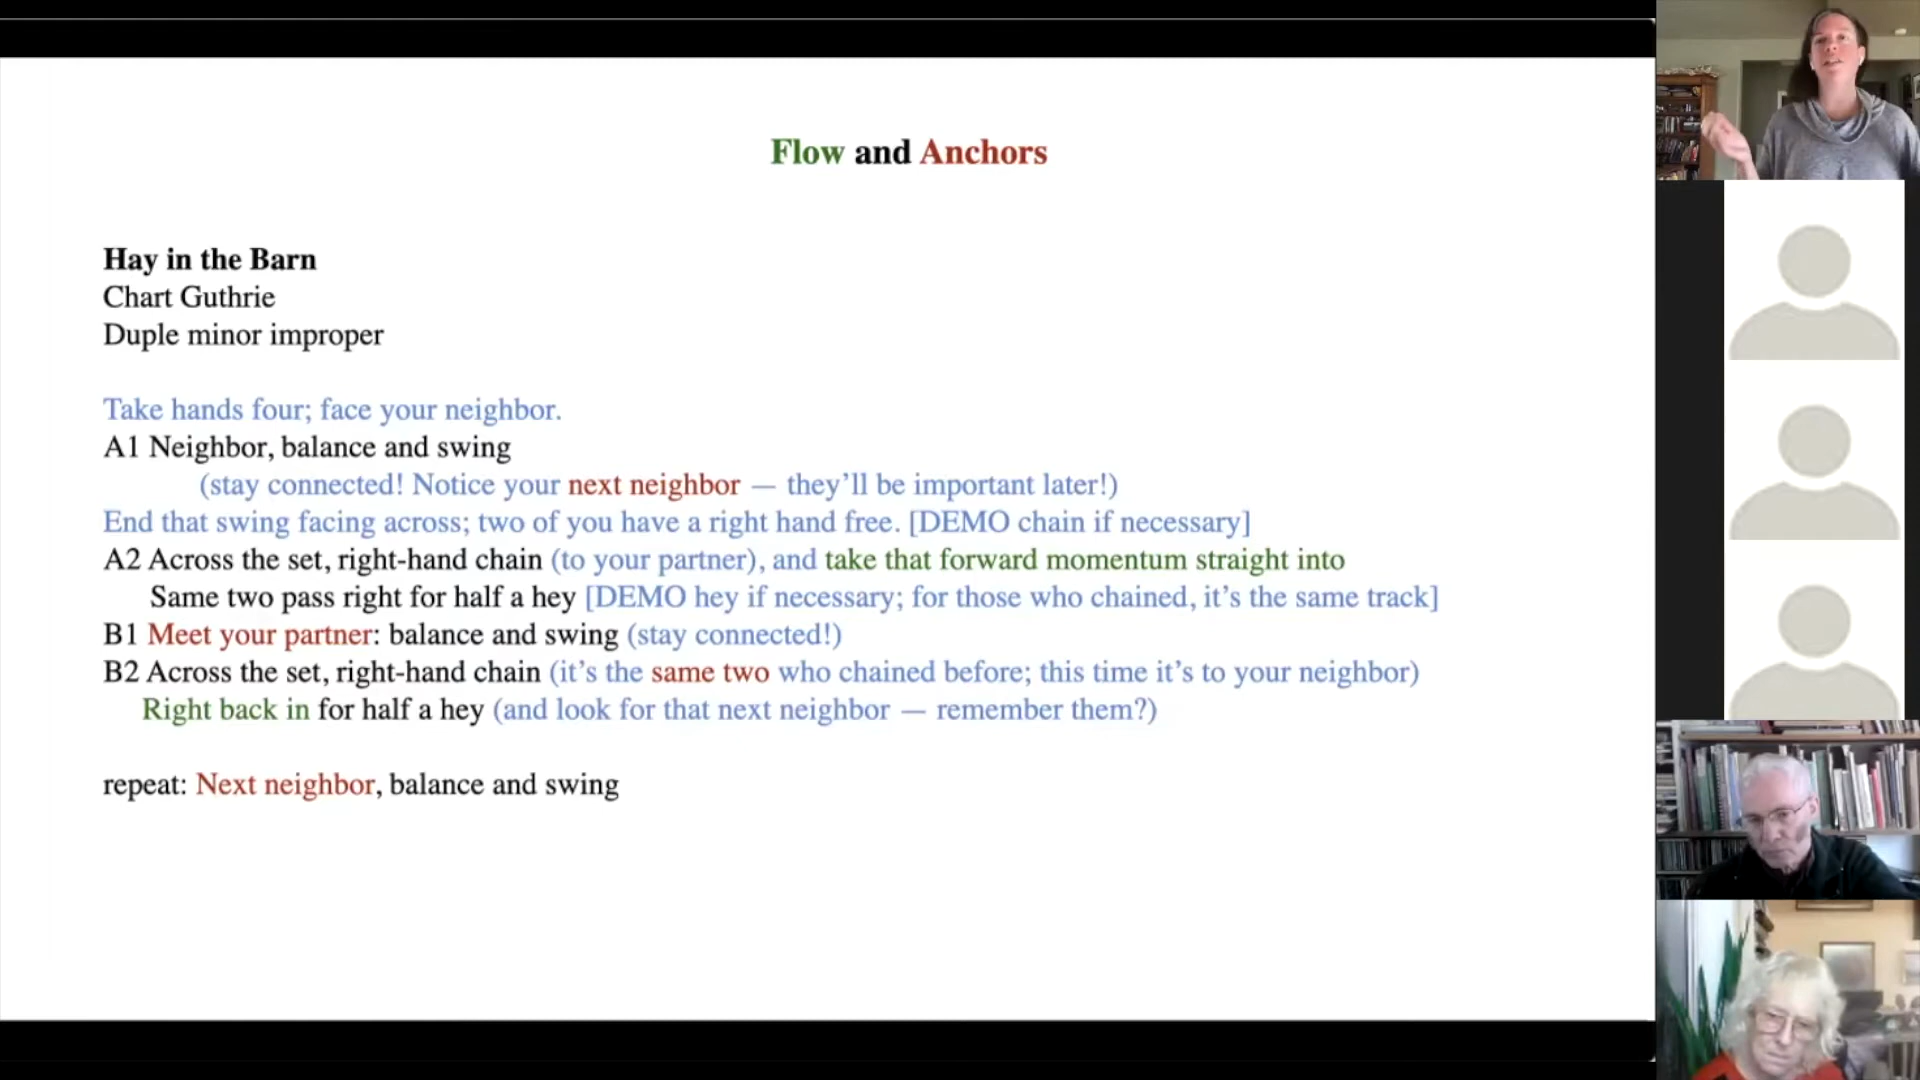 Flow and Anchors
Hay in the Barn
Chart Guthrie
Duple minor improper
Take hands four; face your neighbor.
A1 Neighbor, balance and swing
(stay connected! Notice your next neighbor — they’ll be important later!)
End that swing facing across; two of you have a right hand free. [DEMO chain if necessary]
A2 Across the set, right-hand chain (to your partner), and take that forward momentum straight into
Same two pass right for half a hey [DEMO hey if necessary; for those who chained, it’s the same track]
B1 Meet your partner: balance and swing (stay connected!)
B2 Across the set, right-hand chain (it’s the same two who chained before; this time it’s to your neighbor)
Right back in for half a hey (and look for that next neighbor — remember them?)
repeat: Next neighbor, balance and swing